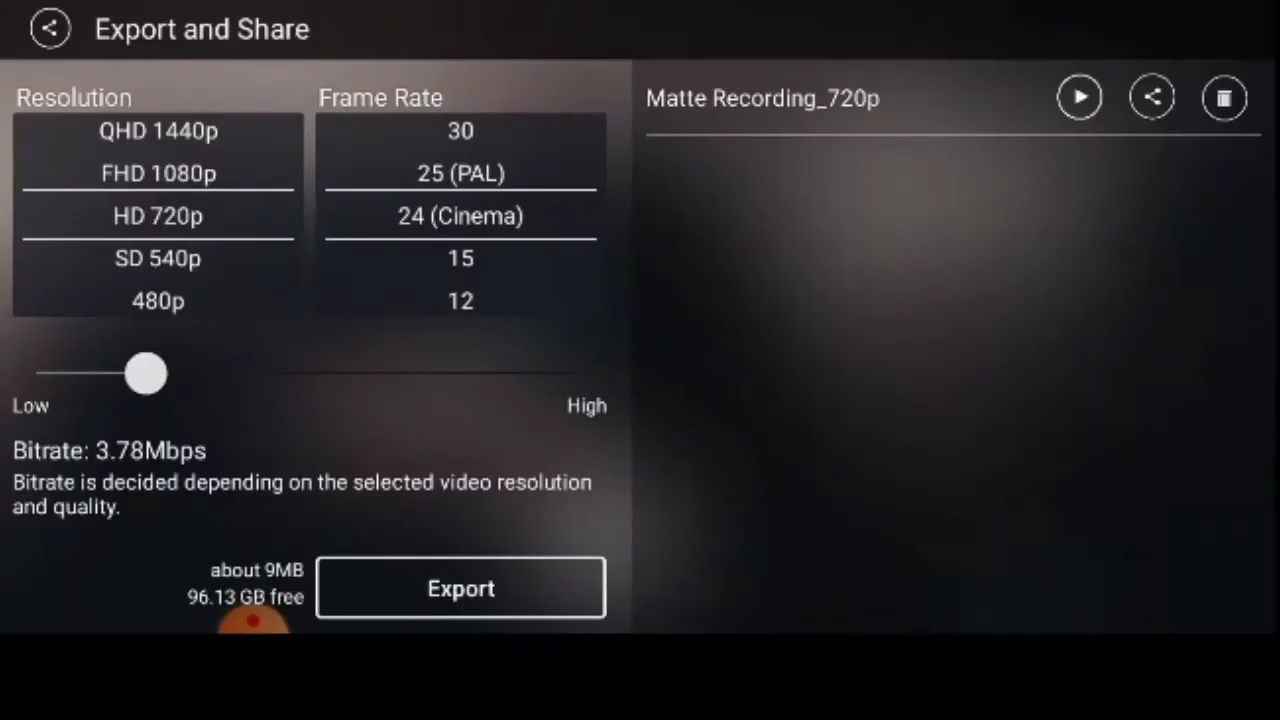 Export and Share
Resolution
QHD 1440p
FHD 1080p
HD 720p
SD 540p
480p
Frame Rate
30
25 (PAL)
24 (Cinema)
15
12
Low
High
Bitrate: 3.78Mbps
Bitrate is decided depending on the selected video resolution
and quality.
about 9MB
96.13 GB free
Export
Matte Recording_720p